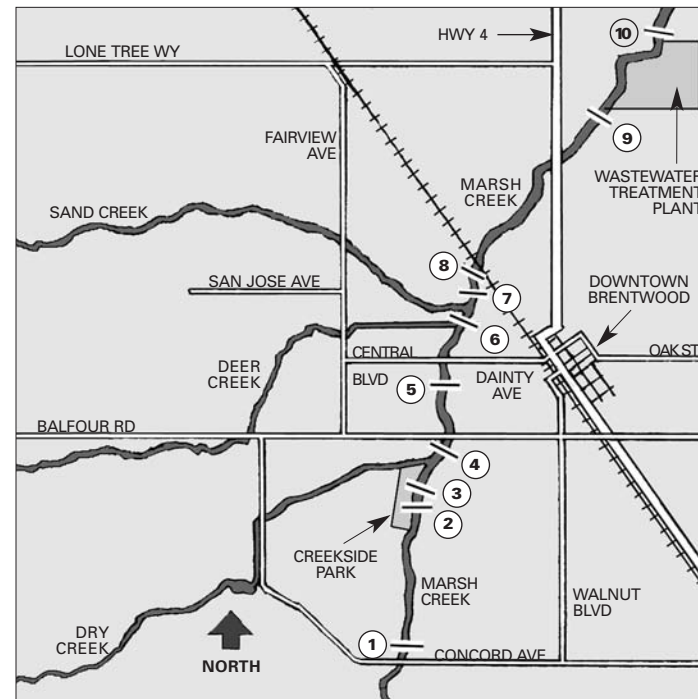 HWY 4
10
LONE TREE WY
FAIRVIEW
AVE
9
MARSH
CREEK
WASTEWATER
TREATMENT
PLANT
SAND CREEK
8
SAN JOSE AVE
7
DOWNTOWN
BRENTWOOD
6
CENTRAL
BLVD
OAK ST
DEER
CREEK
5
DAINTY
AVE
BALFOUR RD
4
3
2
CREEKSIDE
PARK
MARSH
CREEK
WALNUT
BLVD
DRY
CREEK
NORTH
1
CONCORD AVE